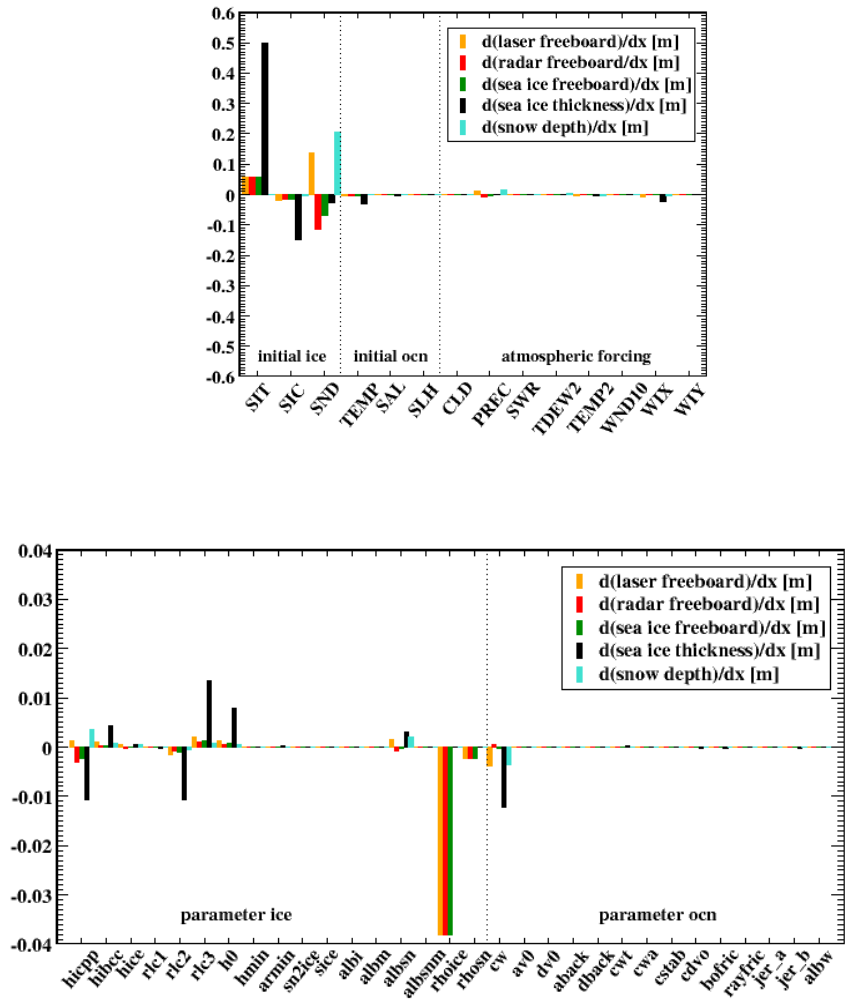 0.6
0.5
0.4
0.3
0.2
0.1
0
-0.1
-0.2
-0.3
-0.4
-0.5
-0.6
d(laser freeboard)/dx [m]
d(radar freeboard/dx [m]
d(sea ice freeboard)/dx [m]
d(sea ice thickness)/dx [m]
d(snow depth)/dx [m]
initial ice initial ocn atmospheric forcing
SIT SIC SND TEMP SAL SLH CLD PREC SWR TDEW2 TEMP2 WND10 WIX WIY
0.04
0.03
0.02
0.01
0
-0.01
-0.02
-0.03
-0.04
d(laser freeboard)/dx [m]
d(radar freeboard)/dx [m]
d(sea ice freeboard)/dx [m]
d(sea ice thickness)/dx [m]
d(snow depth)/dx [m]
parameter ice parameter ocn
hicpp hibcc hice rlc1 rlc2 rlc3 h0 hmin armin sn2ice sice albi albm albsn albsnm rhoice rhosn cw av0 dv0 aback dback cwt cwa cstab cdvo bofric rayfric jer_a jer_b albw